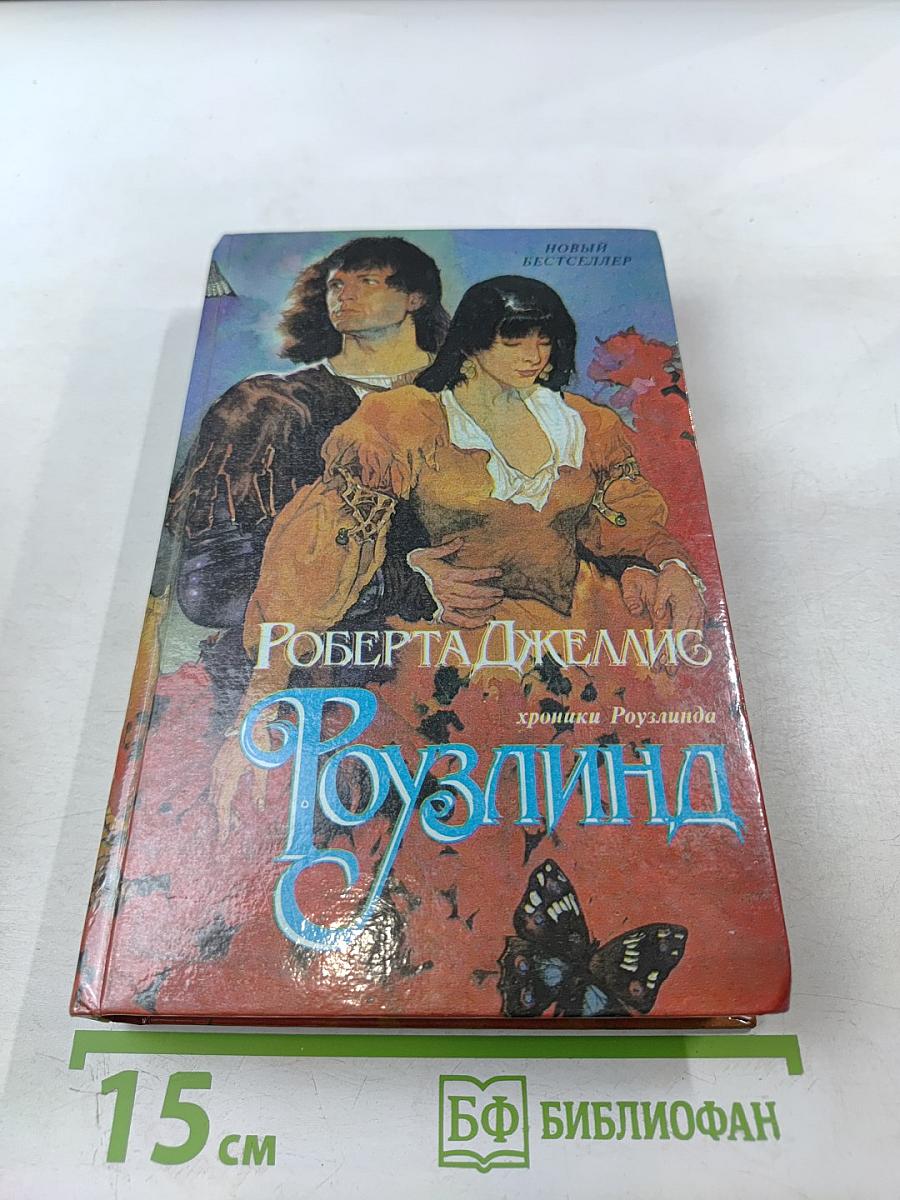 НОВЫЙ
БЕСТСЕЛЛЕР
РОБЕРТА ДЖЕЛЛИС
хроники Роузлинда
РОУЗЛИНД
15 см
БФ БИБЛИОФАН